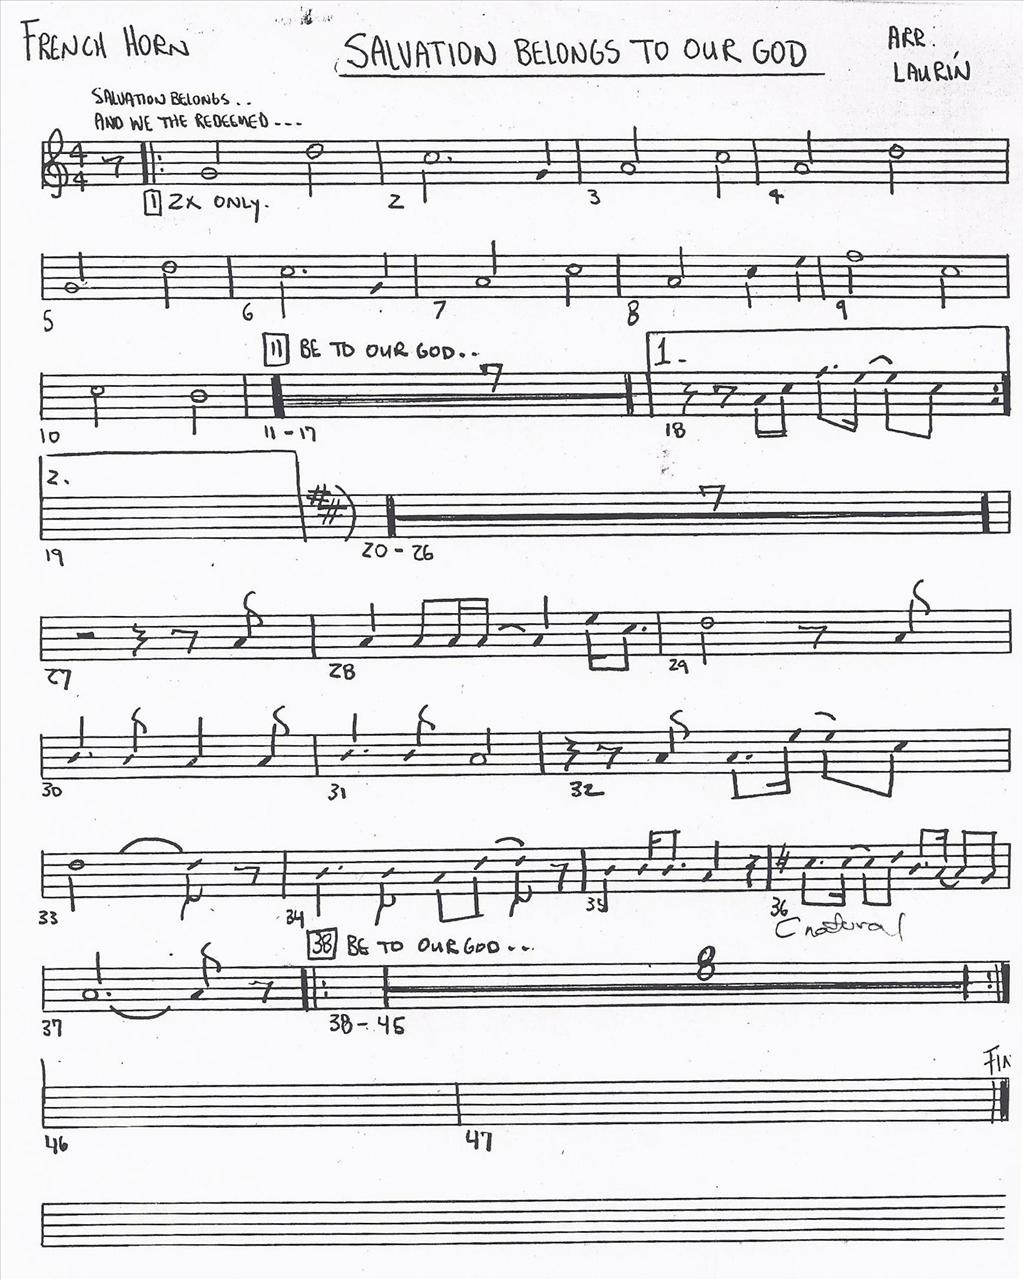 FRENCH HORN
SALVATION BELONGS TO OUR GOD
ARR.
LAURIN
SALVATION BELONGS..
AND WE THE REDEEMED---
4
4
1 2X ONLY. 2 3 4
5 6 7 8 9
11 BE TO OUR GOD..
7
1.
10 11-17 18
2.
7
19 20-26
27 28 29
30 31 32
33 34 35 36
C natural
38 BE TO OUR GOD...
8
37 38-45
FIN
46 47